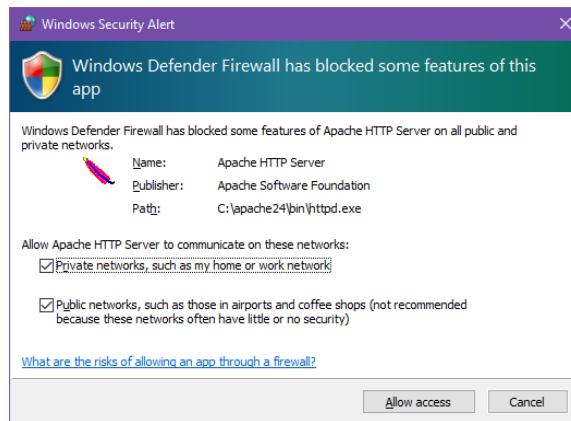 Windows Security Alert
Windows Defender Firewall has blocked some features of this
app
Windows Defender Firewall has blocked some features of Apache HTTP Server on all public and
private networks.
Name: Apache HTTP Server
Publisher: Apache Software Foundation
Path: C:\apache24\bin\httpd.exe
Allow Apache HTTP Server to communicate on these networks:
Private networks, such as my home or work network
Public networks, such as those in airports and coffee shops (not recommended
because these networks often have little or no security)
What are the risks of allowing an app through a firewall?
Allow access Cancel